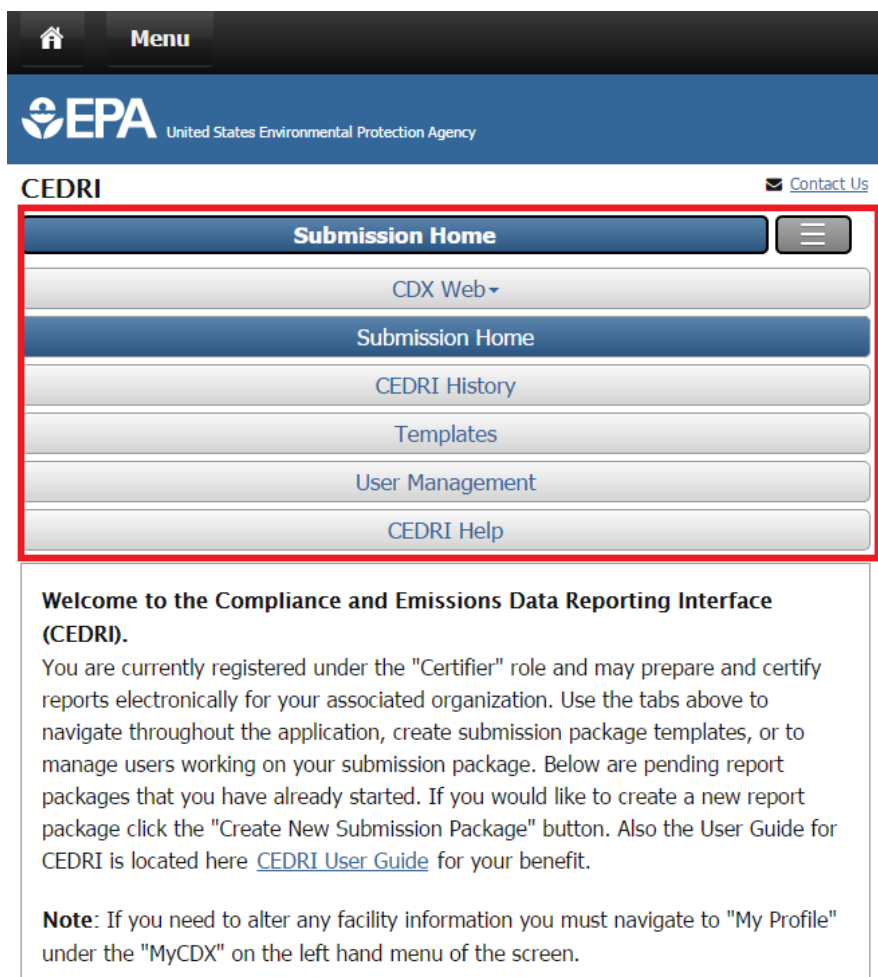 Menu
EPA United States Environmental Protection Agency
CEDRI Contact Us
Submission Home
CDX Web
Submission Home
CEDRI History
Templates
User Management
CEDRI Help
Welcome to the Compliance and Emissions Data Reporting Interface
(CEDRI).
You are currently registered under the "Certifier" role and may prepare and certify
reports electronically for your associated organization. Use the tabs above to
navigate throughout the application, create submission package templates, or to
manage users working on your submission package. Below are pending report
packages that you have already started. If you would like to create a new report
package click the "Create New Submission Package" button. Also the User Guide for
CEDRI is located here CEDRI User Guide for your benefit.
Note: If you need to alter any facility information you must navigate to "My Profile"
under the "MyCDX" on the left hand menu of the screen.